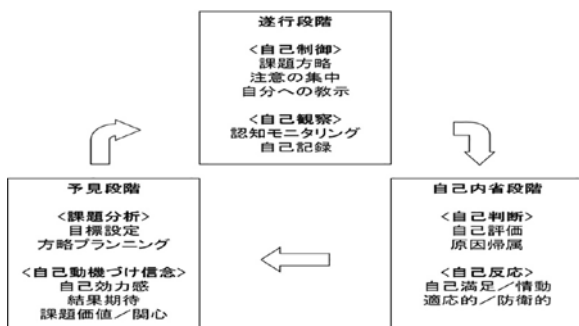 遂行段階
<自己制御>
課題方略
注意の集中
自分への教示
<自己観察>
認知モニタリング
自己記録
予見段階
<課題分析>
目標設定
方略プランニング
<自己動機づけ信念>
自己効力感
結果期待
課題価値/関心
自己内省段階
<自己判断>
自己評価
原因帰属
<自己反応>
自己満足/情動
適応的/防衛的